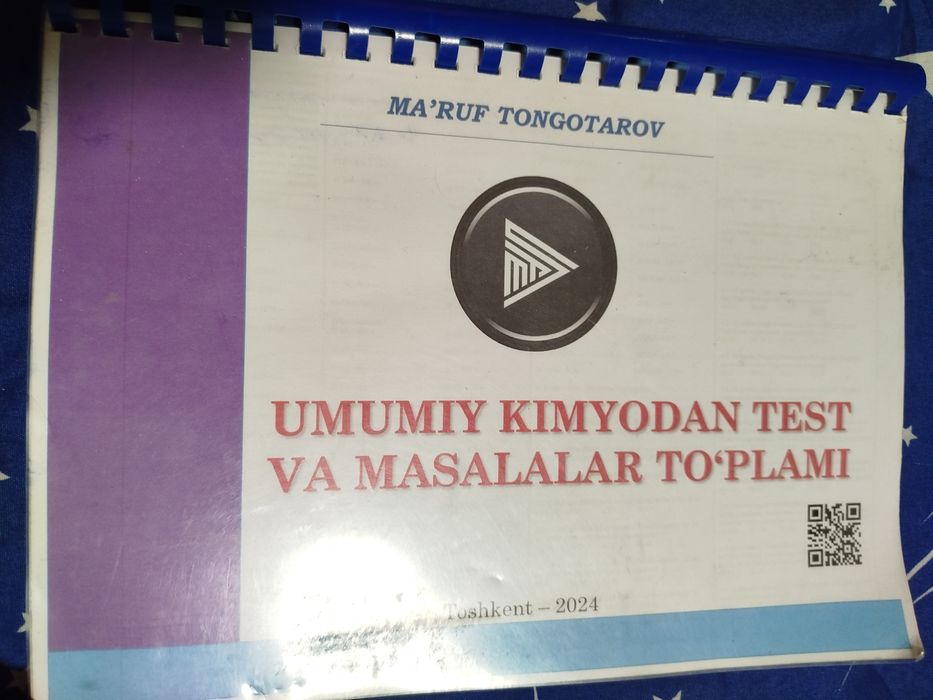 MA'RUF TONGOTAROV
UMUMIY KIMYODAN TEST
VA MASALALAR TO‘PLAMI
Toshkent – 2024